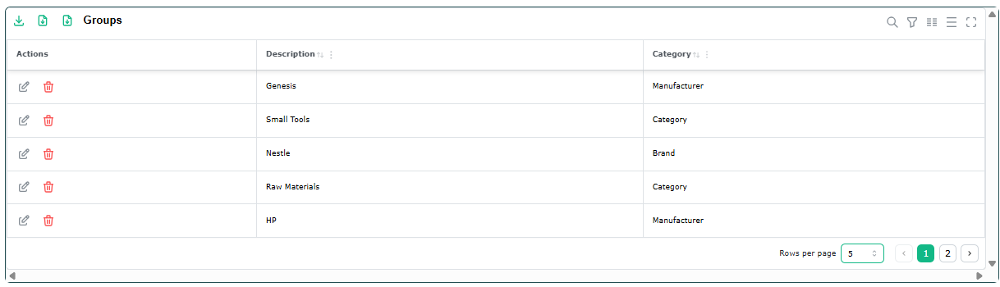 Groups
Actions Description Category
Genesis Manufacturer
Small Tools Category
Nestle Brand
Raw Materials Category
HP Manufacturer
Rows per page 5 1 2